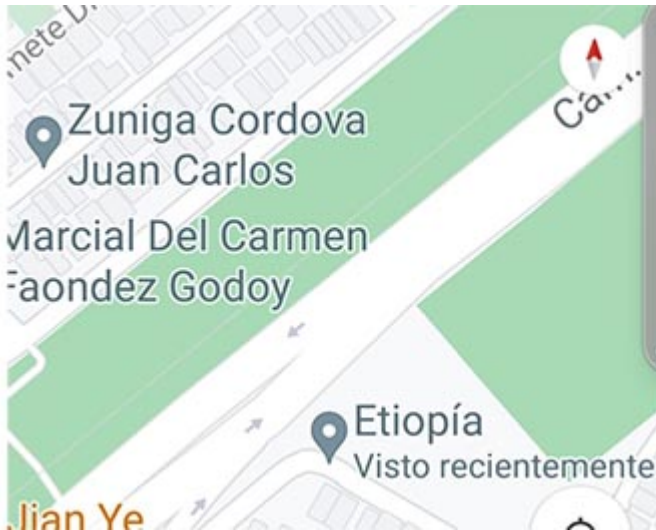 Zuniga Cordova
Juan Carlos
Marcial Del Carmen
Faondez Godoy
Etiopía
Visto recientemente
Jian Ye